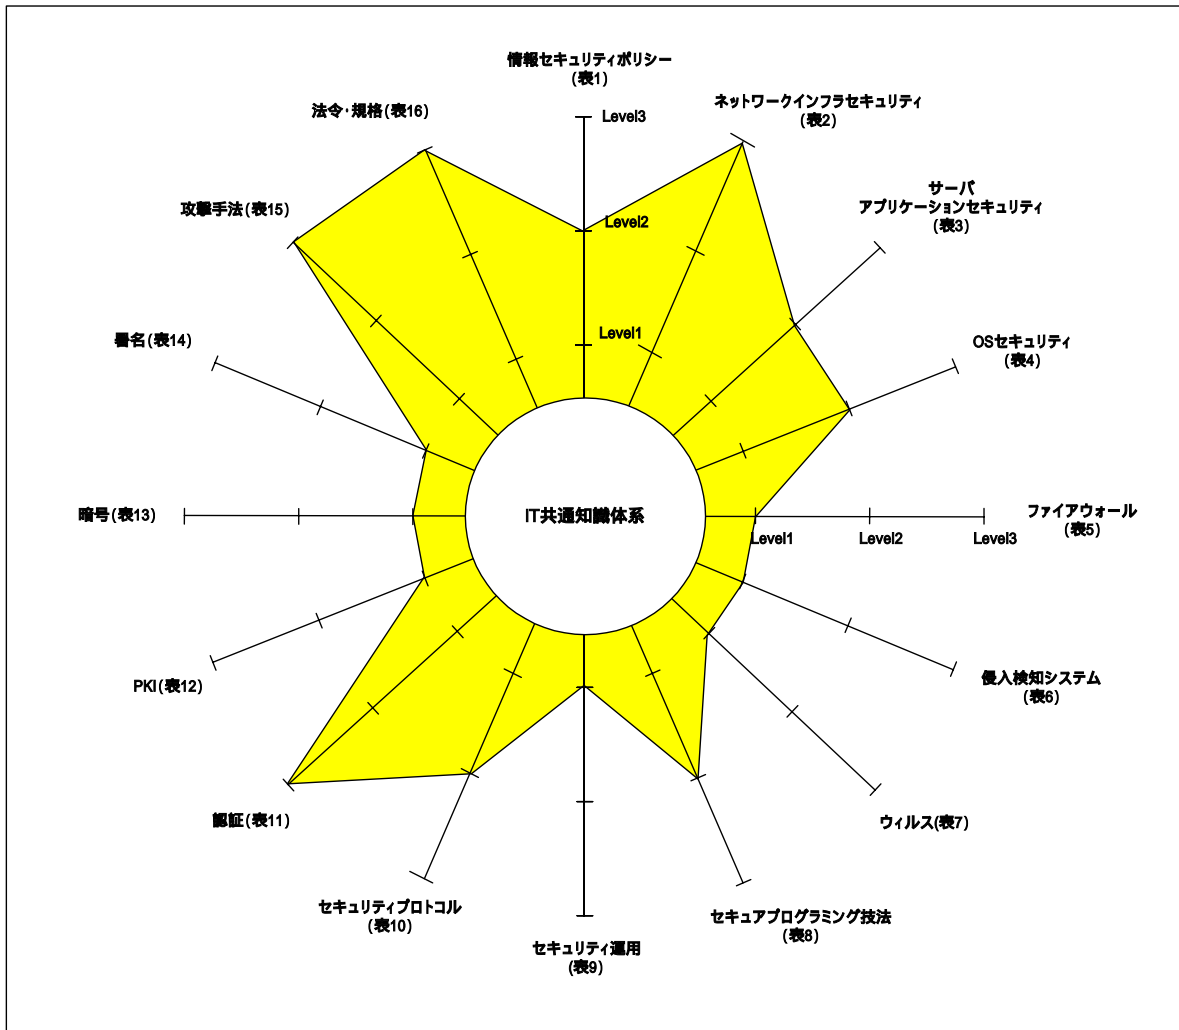 情報セキュリティポリシー
(表1)
Level3
Level2
Level1
ネットワークインフラセキュリティ
(表2)
サーバ
アプリケーションセキュリティ
(表3)
OSセキュリティ
(表4)
ファイアウォール
(表5)
Level1
Level2
Level3
侵入検知システム
(表6)
ウィルス(表7)
セキュアプログラミング技法
(表8)
セキュリティ運用
(表9)
セキュリティプロトコル
(表10)
認証(表11)
PKI(表12)
暗号(表13)
署名(表14)
攻撃手法(表15)
法令・規格(表16)
IT共通知識体系